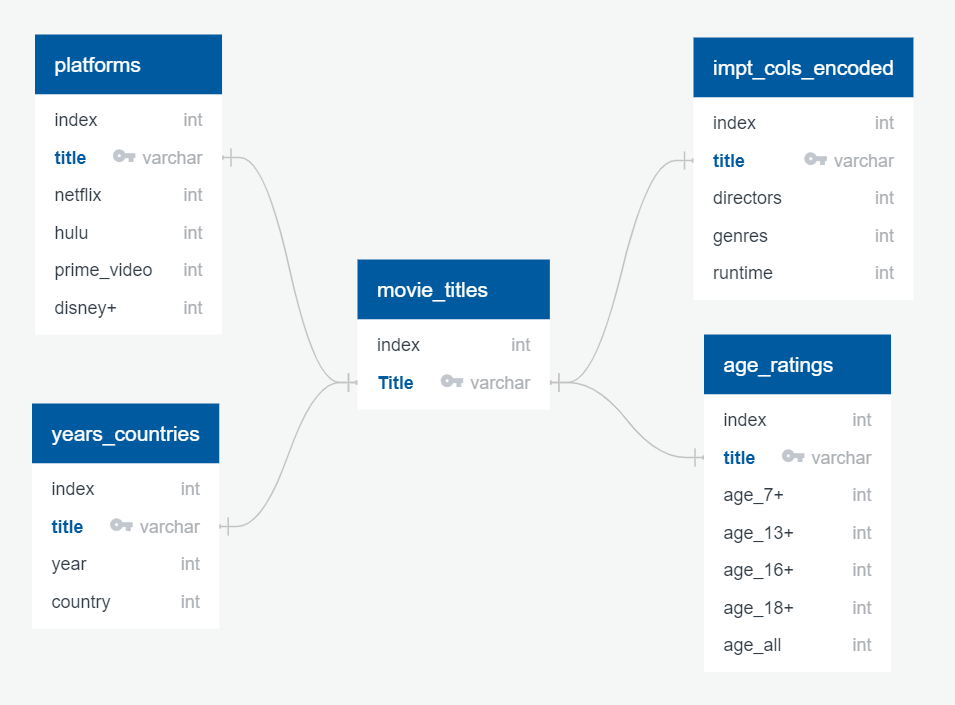 platforms
index int
title varchar
netflix int
hulu int
prime_video int
disney+ int
years_countries
index int
title varchar
year int
country int
movie_titles
index int
Title varchar
impt_cols_encoded
index int
title varchar
directors int
genres int
runtime int
age_ratings
index int
title varchar
age_7+ int
age_13+ int
age_16+ int
age_18+ int
age_all int